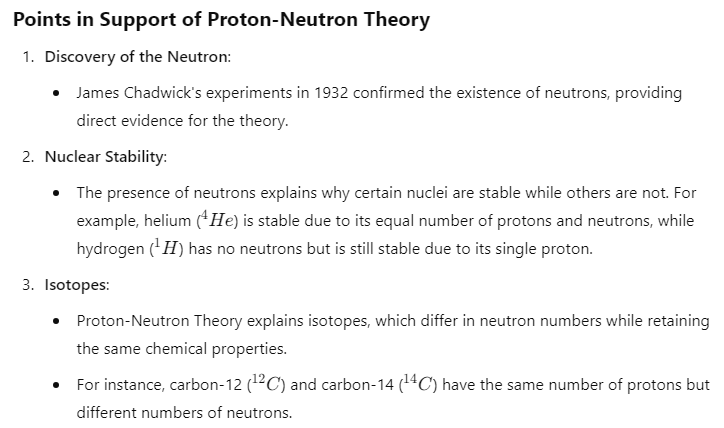 Points in Support of Proton-Neutron Theory
1. Discovery of the Neutron:
• James Chadwick's experiments in 1932 confirmed the existence of neutrons, providing
direct evidence for the theory.
2. Nuclear Stability:
• The presence of neutrons explains why certain nuclei are stable while others are not. For
example, helium (⁴He) is stable due to its equal number of protons and neutrons, while
hydrogen (¹H) has no neutrons but is still stable due to its single proton.
3. Isotopes:
• Proton-Neutron Theory explains isotopes, which differ in neutron numbers while retaining
the same chemical properties.
• For instance, carbon-12 (¹²C) and carbon-14 (¹⁴C) have the same number of protons but
different numbers of neutrons.